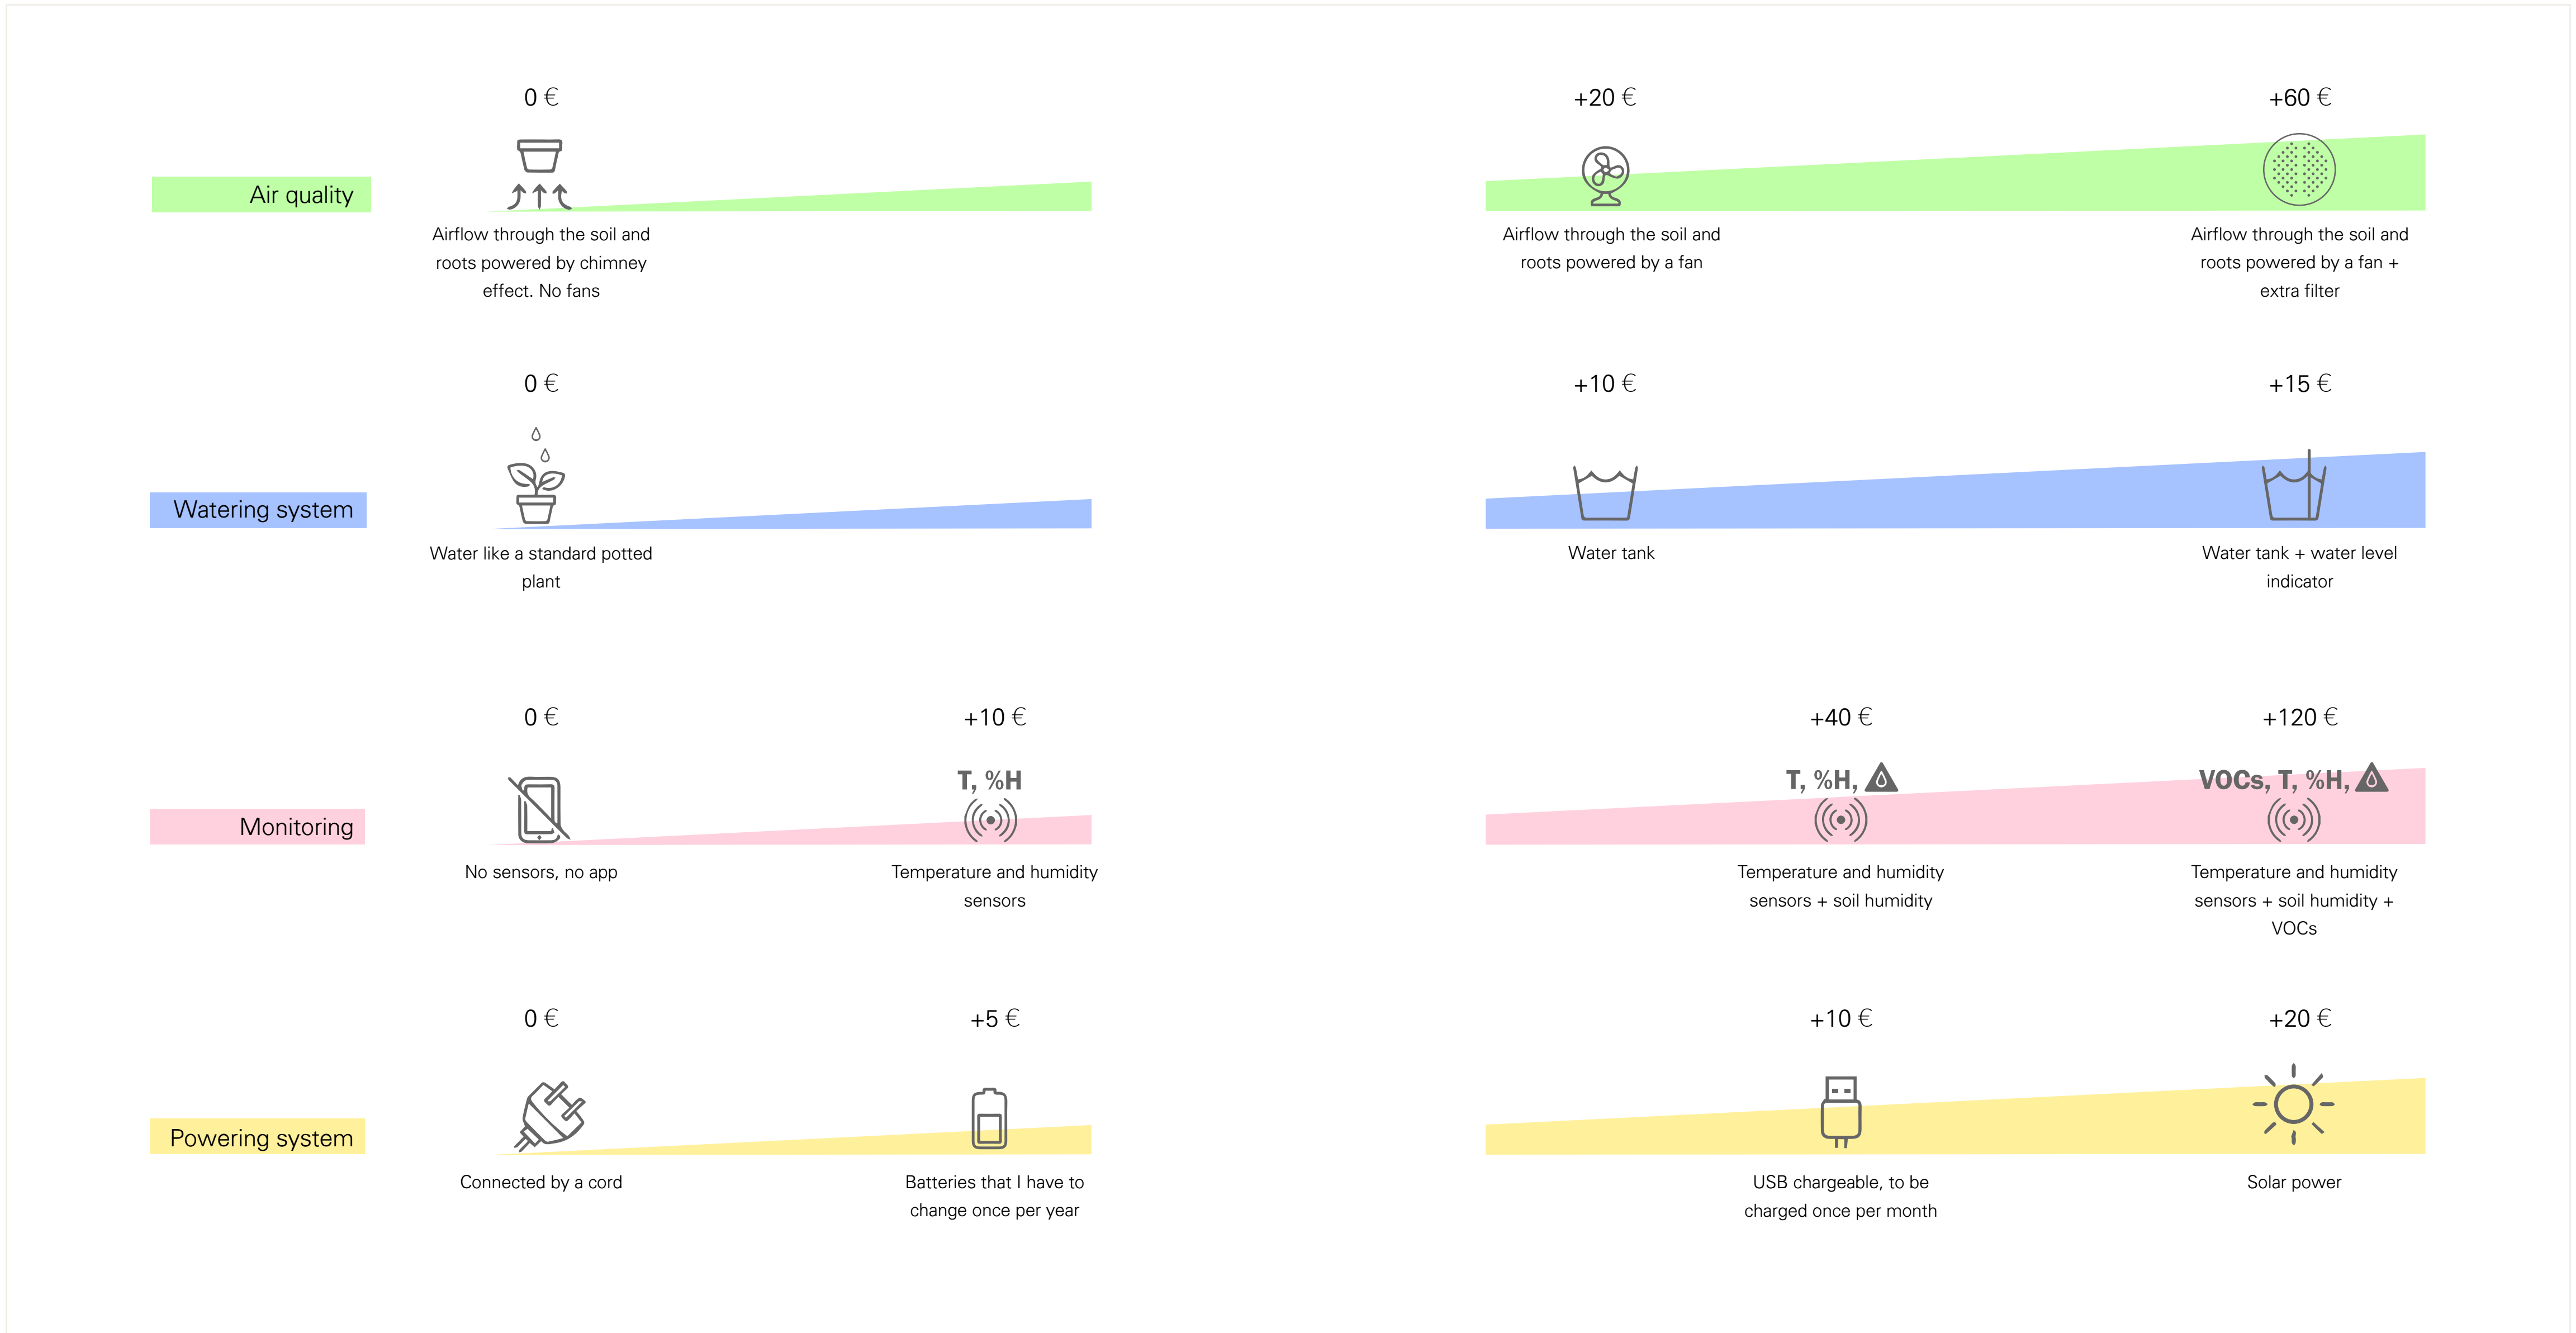 0 €
+20 €
+60 €
Air quality
Airflow through the soil and
roots powered by chimney
effect. No fans
Airflow through the soil and
roots powered by a fan
Airflow through the soil and
roots powered by a fan +
extra filter
0 €
+10 €
+15 €
Watering system
Water like a standard potted
plant
Water tank
Water tank + water level
indicator
0 €
+10 €
+40 €
+120 €
T, %H
T, %H,
VOCs, T, %H,
Monitoring
No sensors, no app
Temperature and humidity
sensors
Temperature and humidity
sensors + soil humidity
Temperature and humidity
sensors + soil humidity +
VOCs
0 €
+5 €
+10 €
+20 €
Powering system
Connected by a cord
Batteries that I have to
change once per year
USB chargeable, to be
charged once per month
Solar power